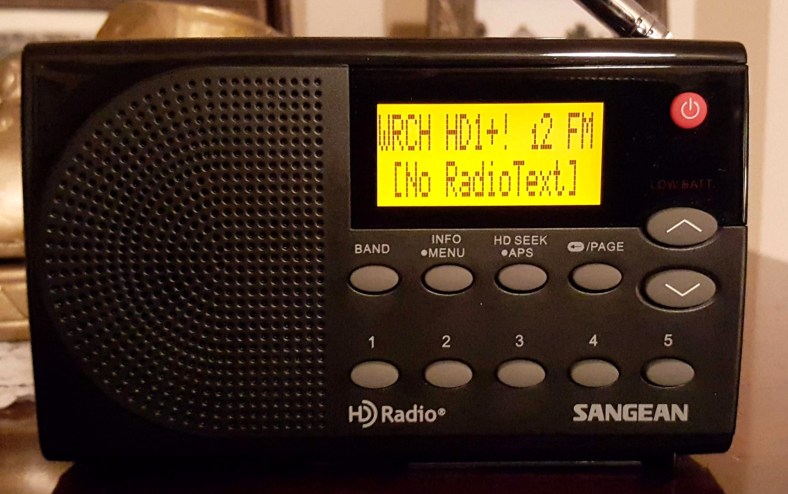 WRCH HD1+! :2 FM
[No RadioText]
LOW BATT
BAND
INFO
•MENU
HD SEEK
•APS
/PAGE
1 2 3 4 5
HD Radio®
SANGEAN